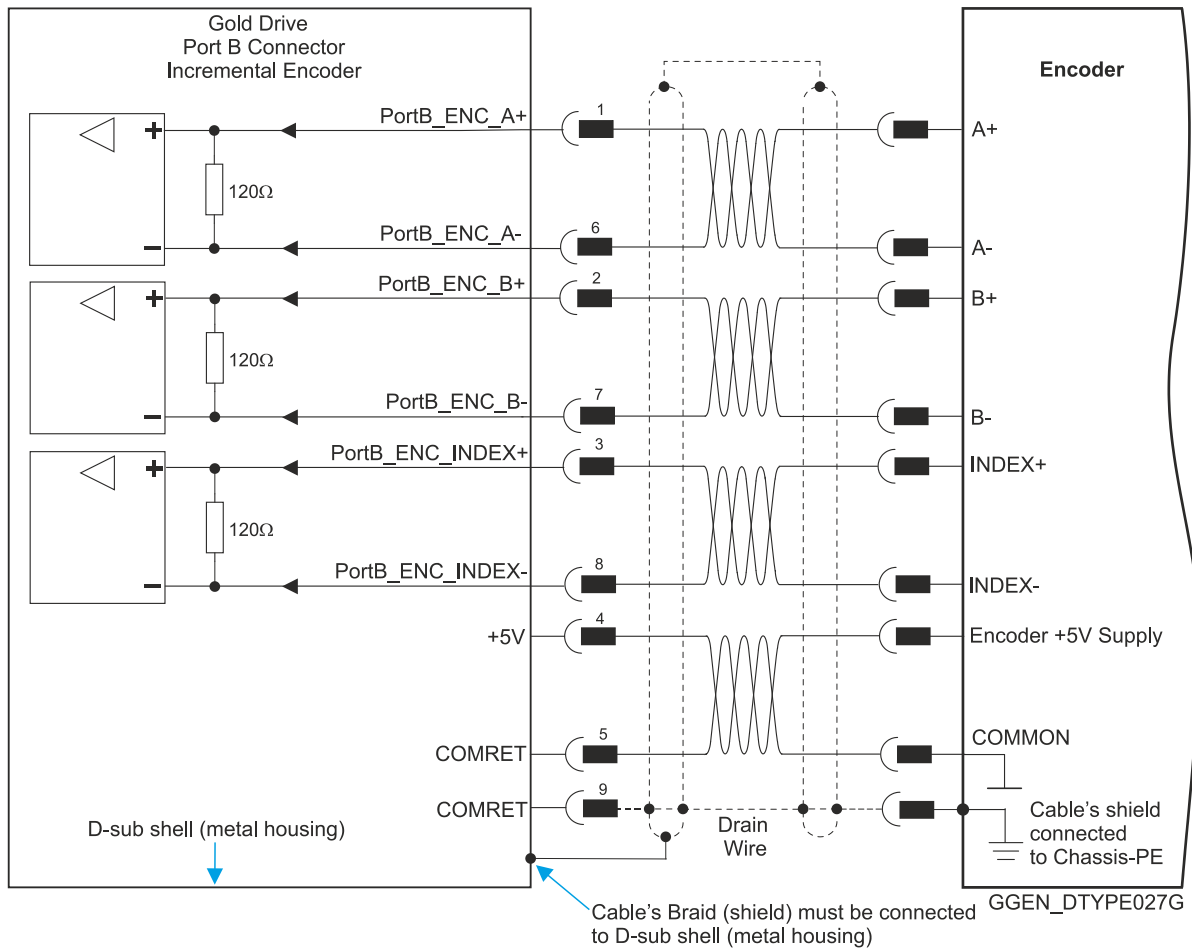 Gold Drive
Port B Connector
Incremental Encoder
Encoder
PortB_ENC_A+
1
A+
120Ω
PortB_ENC_A-
6
A-
PortB_ENC_B+
2
B+
120Ω
PortB_ENC_B-
7
B-
PortB_ENC_INDEX+
3
INDEX+
120Ω
PortB_ENC_INDEX-
8
INDEX-
+5V
4
Encoder +5V Supply
COMRET
5
COMMON
COMRET
9
Drain
Wire
Cable's shield
connected
to Chassis-PE
D-sub shell (metal housing)
GGEN_DTYPE027G
Cable's Braid (shield) must be connected
to D-sub shell (metal housing)